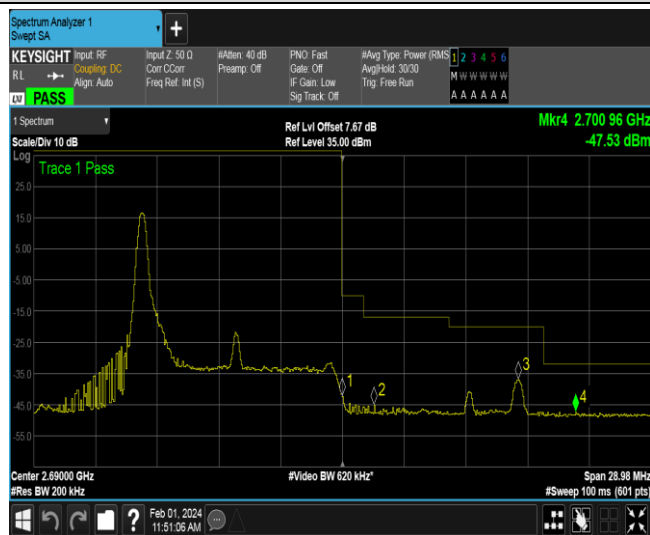 Spectrum Analyzer 1
Swept SA
+
KEYSIGHT
RL
LXI PASS
Input: RF
Coupling: DC
Align: Auto
Input Z: 50 Ω
Corr CCorr
Freq Ref: Int (S)
#Atten: 40 dB
Preamp: Off
PNO: Fast
Gate: Off
IF Gain: Low
Sig Track: Off
#Avg Type: Power (RMS
Avg|Hold: 30/30
Trig: Free Run
1 2 3 4 5 6
M W W W W W
A A A A A A
1 Spectrum
Scale/Div 10 dB
Ref Lvl Offset 7.67 dB
Ref Level 35.00 dBm
Mkr4 2.700 96 GHz
-47.53 dBm
Log
Trace 1 Pass
25.0
15.0
5.00
-5.00
-15.0
-25.0
-35.0
-45.0
-55.0
1
2
3
4
Center 2.69000 GHz
#Res BW 200 kHz
#Video BW 620 kHz*
Span 28.98 MHz
#Sweep 100 ms (601 pts)
?
Feb 01, 2024
11:51:06 AM